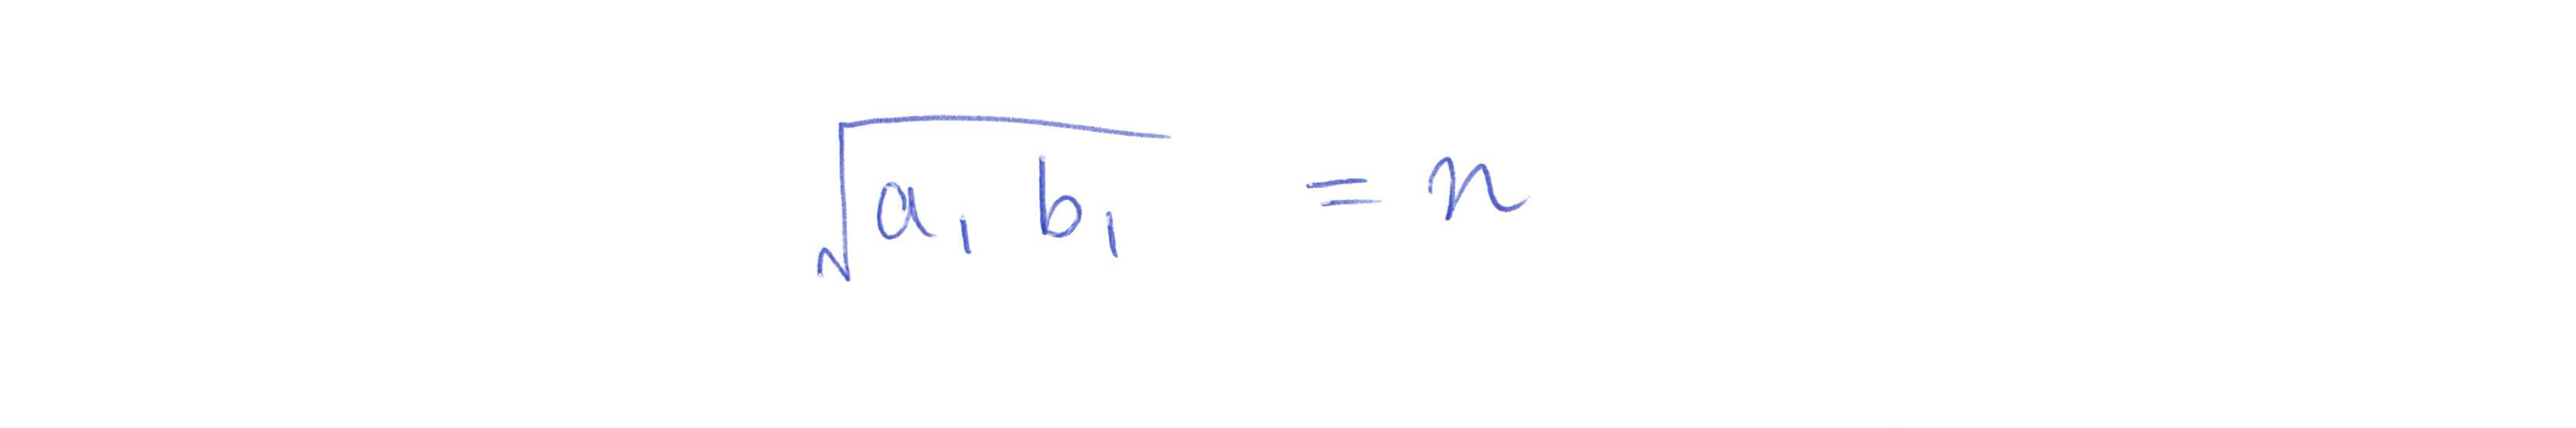 √(a₁ b₁) = n